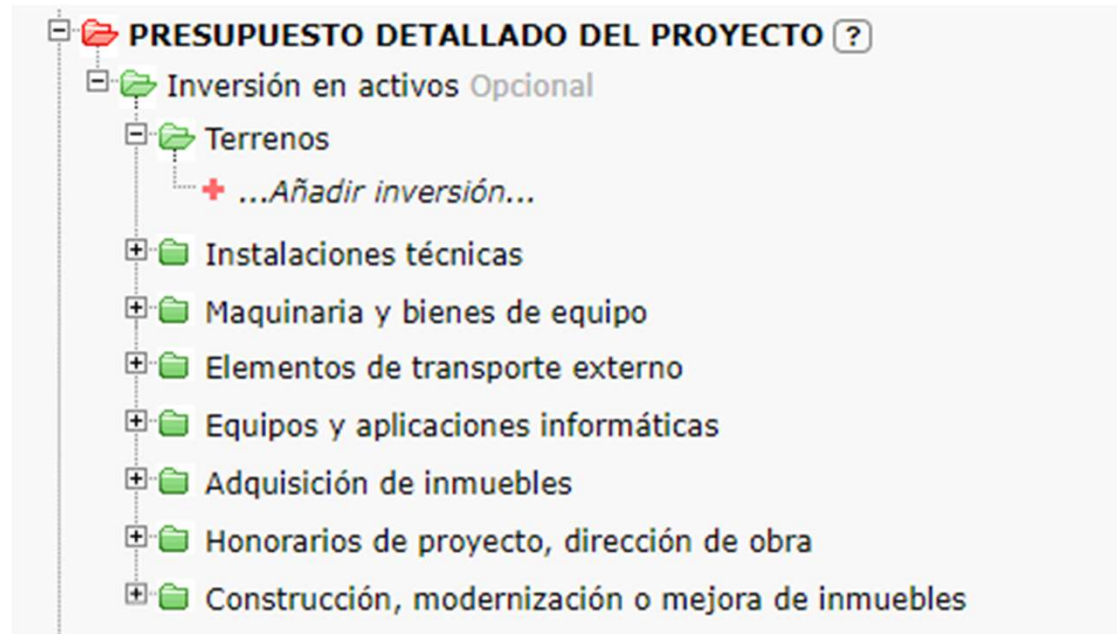 PRESUPUESTO DETALLADO DEL PROYECTO ?
Inversión en activos Opcional
Terrenos
...Añadir inversión...
Instalaciones técnicas
Maquinaria y bienes de equipo
Elementos de transporte externo
Equipos y aplicaciones informáticas
Adquisición de inmuebles
Honorarios de proyecto, dirección de obra
Construcción, modernización o mejora de inmuebles